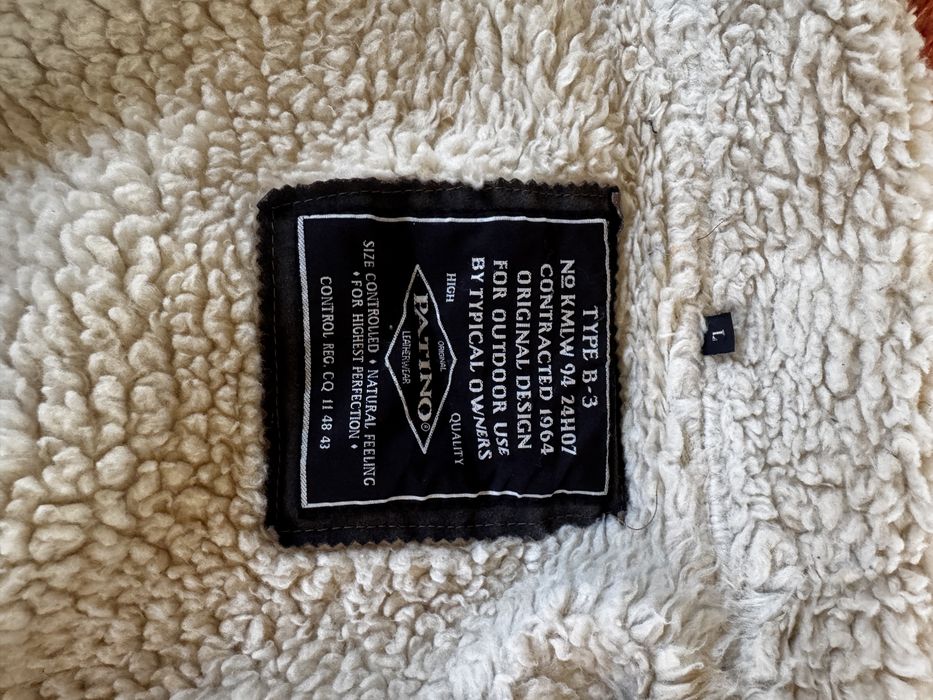 TYPE B-3
Nº KMLW 94 24H07
CONTRACTED 1964
ORIGINAL DESIGN
FOR OUTDOOR USE
BY TYPICAL OWNERS
HIGH QUALITY
ORIGINAL
PATINO®
LEATHERWEAR
SIZE CONTROLLED ♦ NATURAL FEELING
♦ FOR HIGHEST PERFECTION ♦
CONTROL REG. C.Q 11 48 43
L